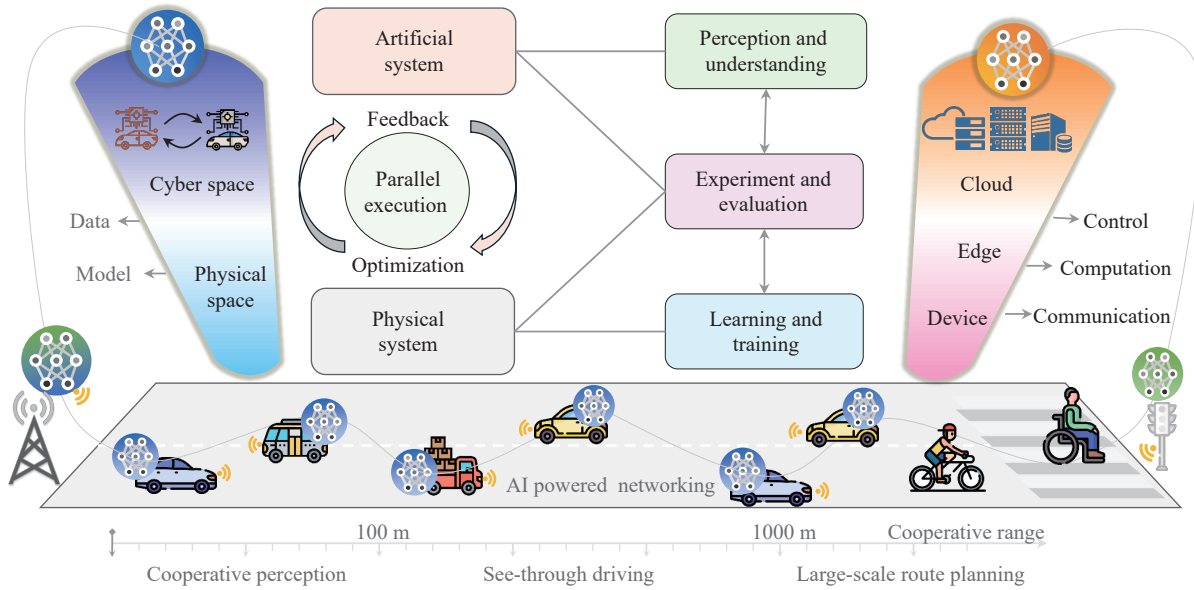 Artificial
system
Perception and
understanding
Feedback
Parallel
execution
Optimization
Cyber space
Experiment and
evaluation
Cloud
Data
Control
Physical
space
Edge
Model
Computation
Physical
system
Learning and
training
Device
Communication
AI powered networking
100 m
1000 m
Cooperative range
Cooperative perception
See-through driving
Large-scale route planning